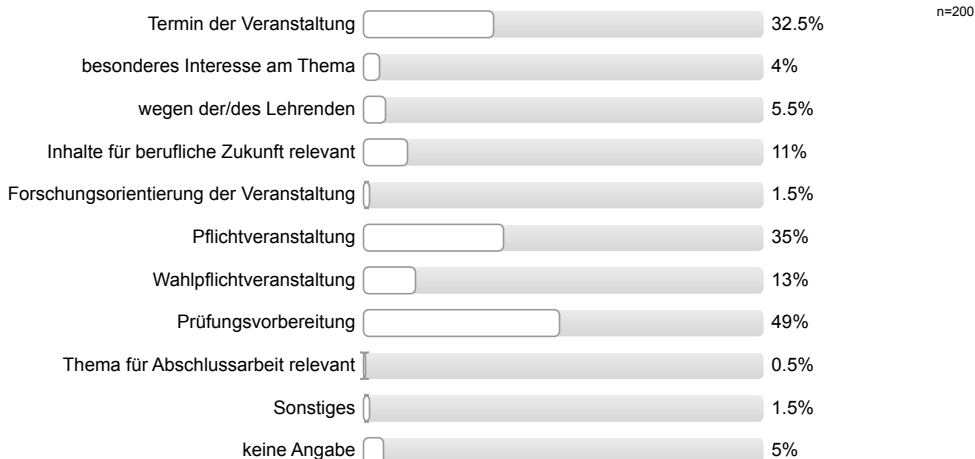 Termin der Veranstaltung 32.5% n=200
besonderes Interesse am Thema 4%
wegen der/des Lehrenden 5.5%
Inhalte für berufliche Zukunft relevant 11%
Forschungsorientierung der Veranstaltung 1.5%
Pflichtveranstaltung 35%
Wahlpflichtveranstaltung 13%
Prüfungsvorbereitung 49%
Thema für Abschlussarbeit relevant 0.5%
Sonstiges 1.5%
keine Angabe 5%